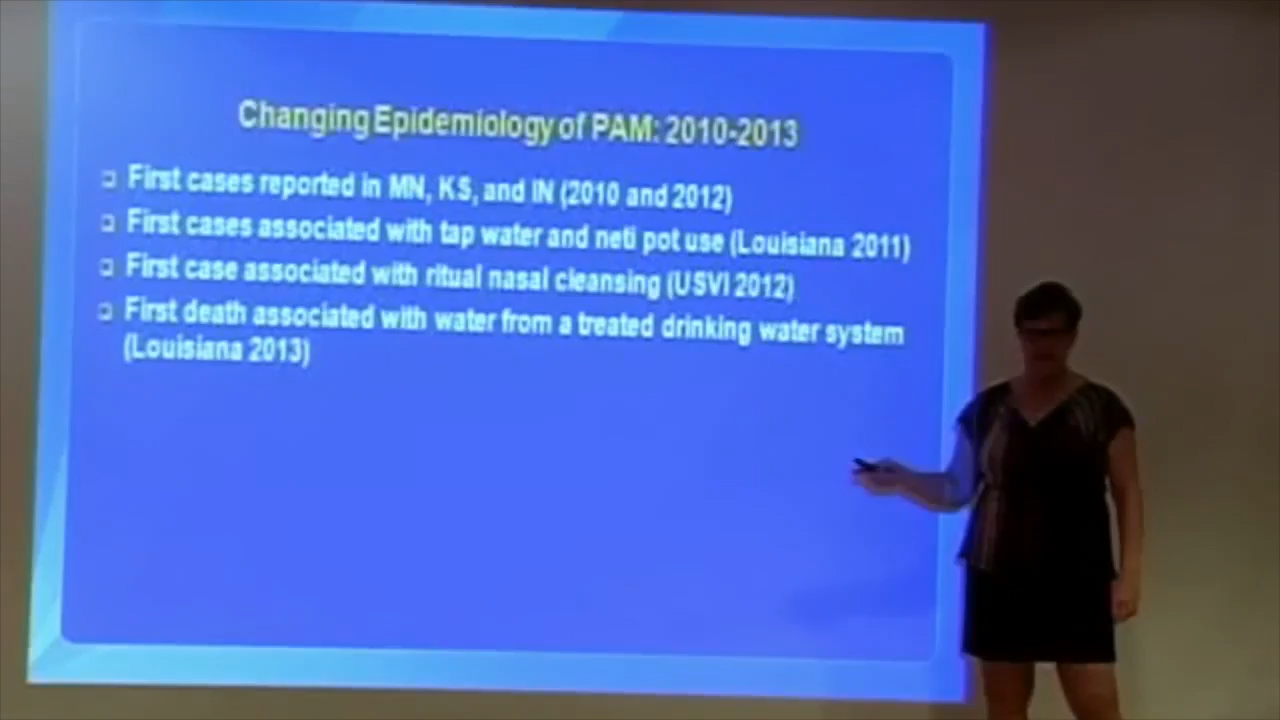 Changing Epidemiology of PAM: 2010-2013
First cases reported in MN, KS, and IN (2010 and 2012)
First cases associated with tap water and neti pot use (Louisiana 2011)
First case associated with ritual nasal cleansing (USVI 2012)
First death associated with water from a treated drinking water system
(Louisiana 2013)